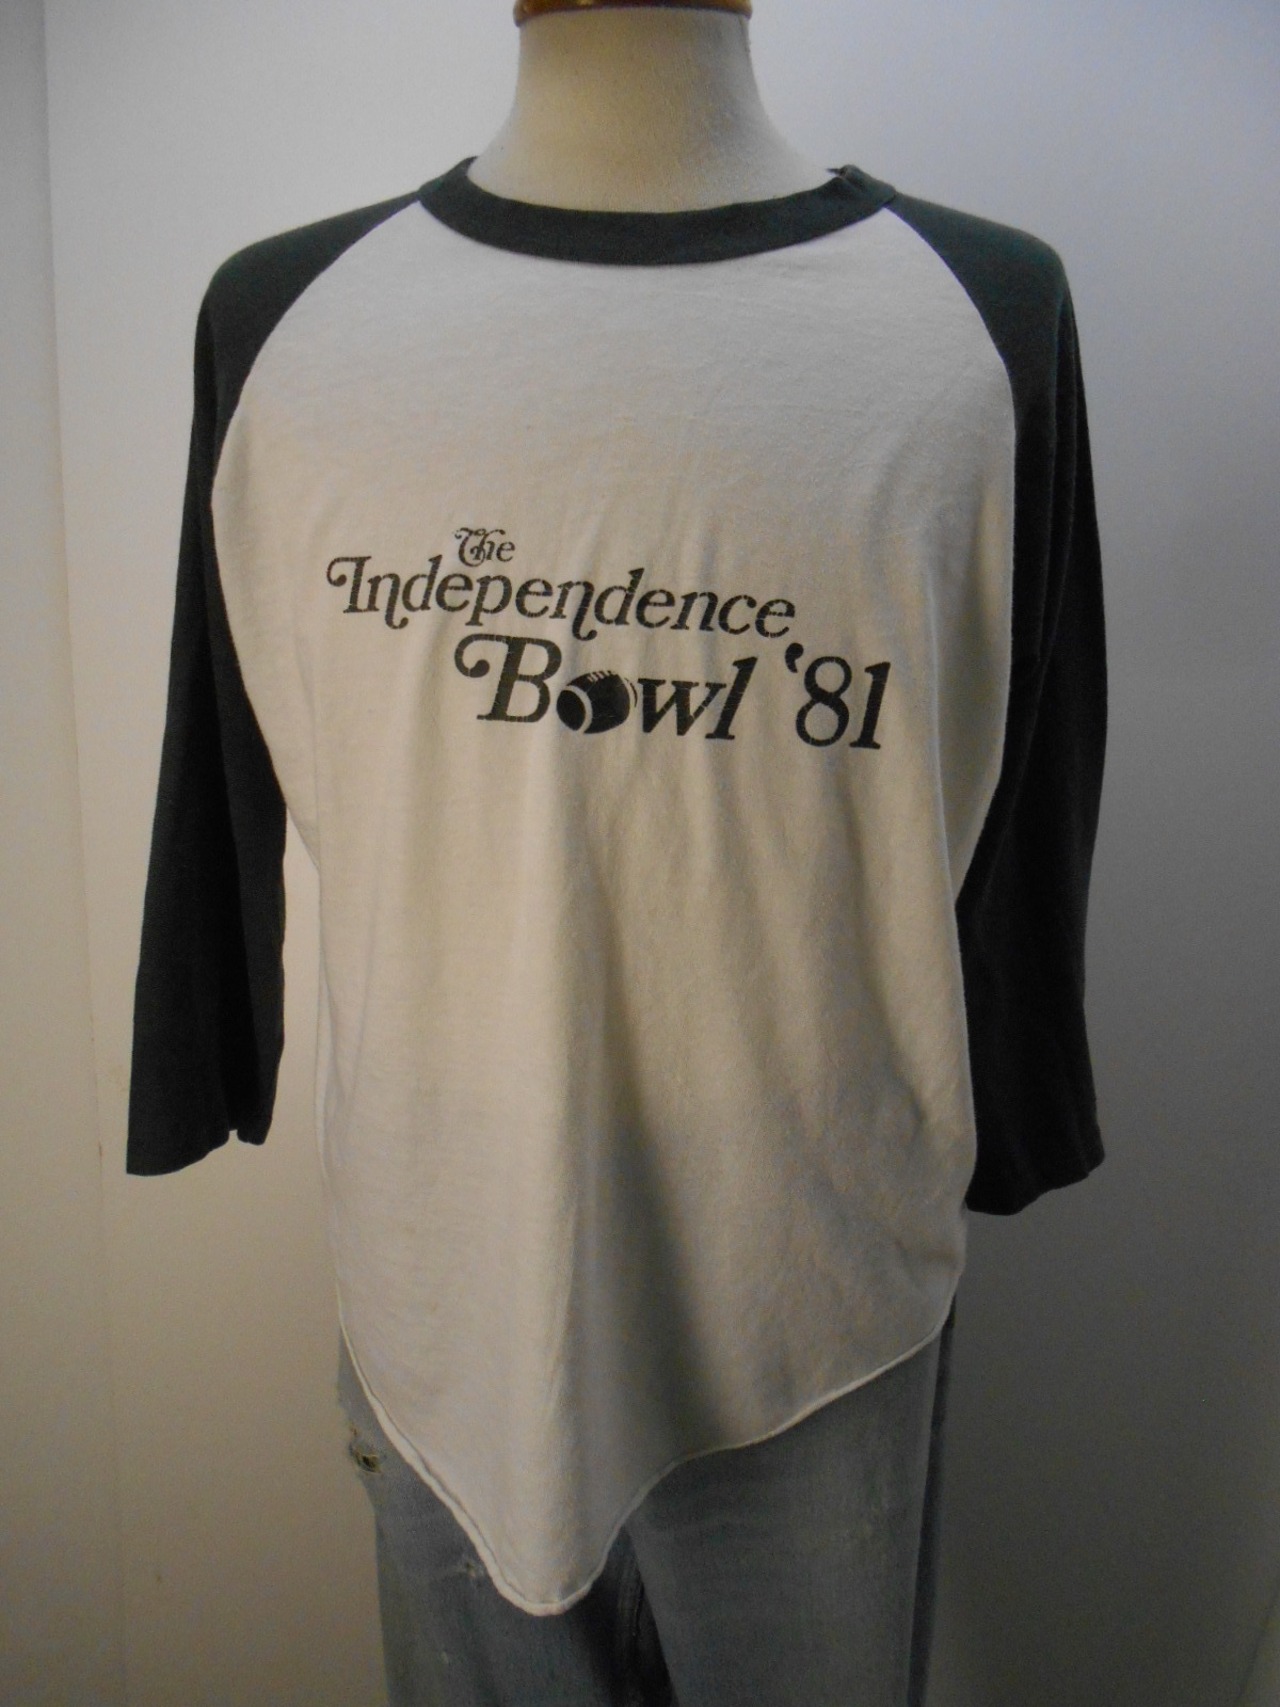 The
Independence
Bowl '81